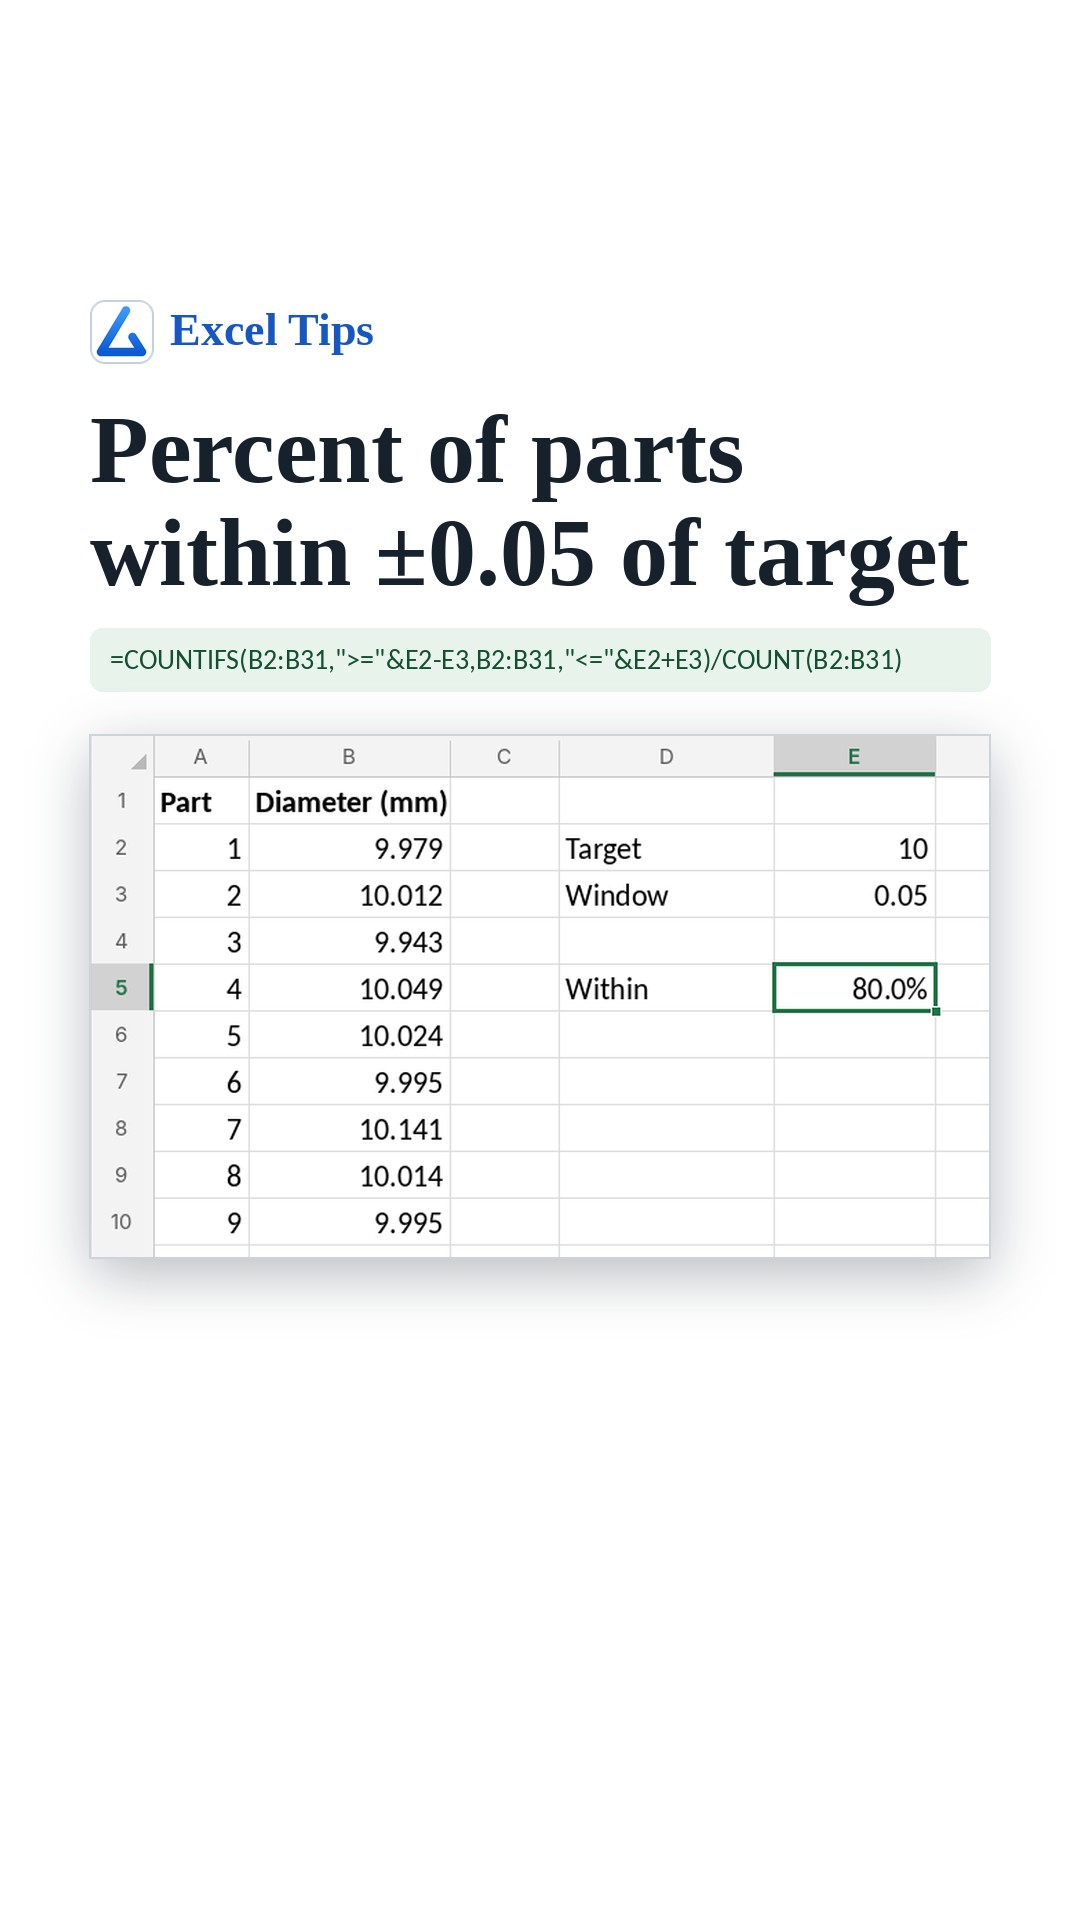 Excel Tips
Percent of parts
within ±0.05 of target
=COUNTIFS(B2:B31,">="&E2-E3,B2:B31,"<="&E2+E3)/COUNT(B2:B31)
A B C D E
1 Part Diameter (mm)
2 1 9.979 Target 10
3 2 10.012 Window 0.05
4 3 9.943
5 4 10.049 Within 80.0%
6 5 10.024
7 6 9.995
8 7 10.141
9 8 10.014
10 9 9.995